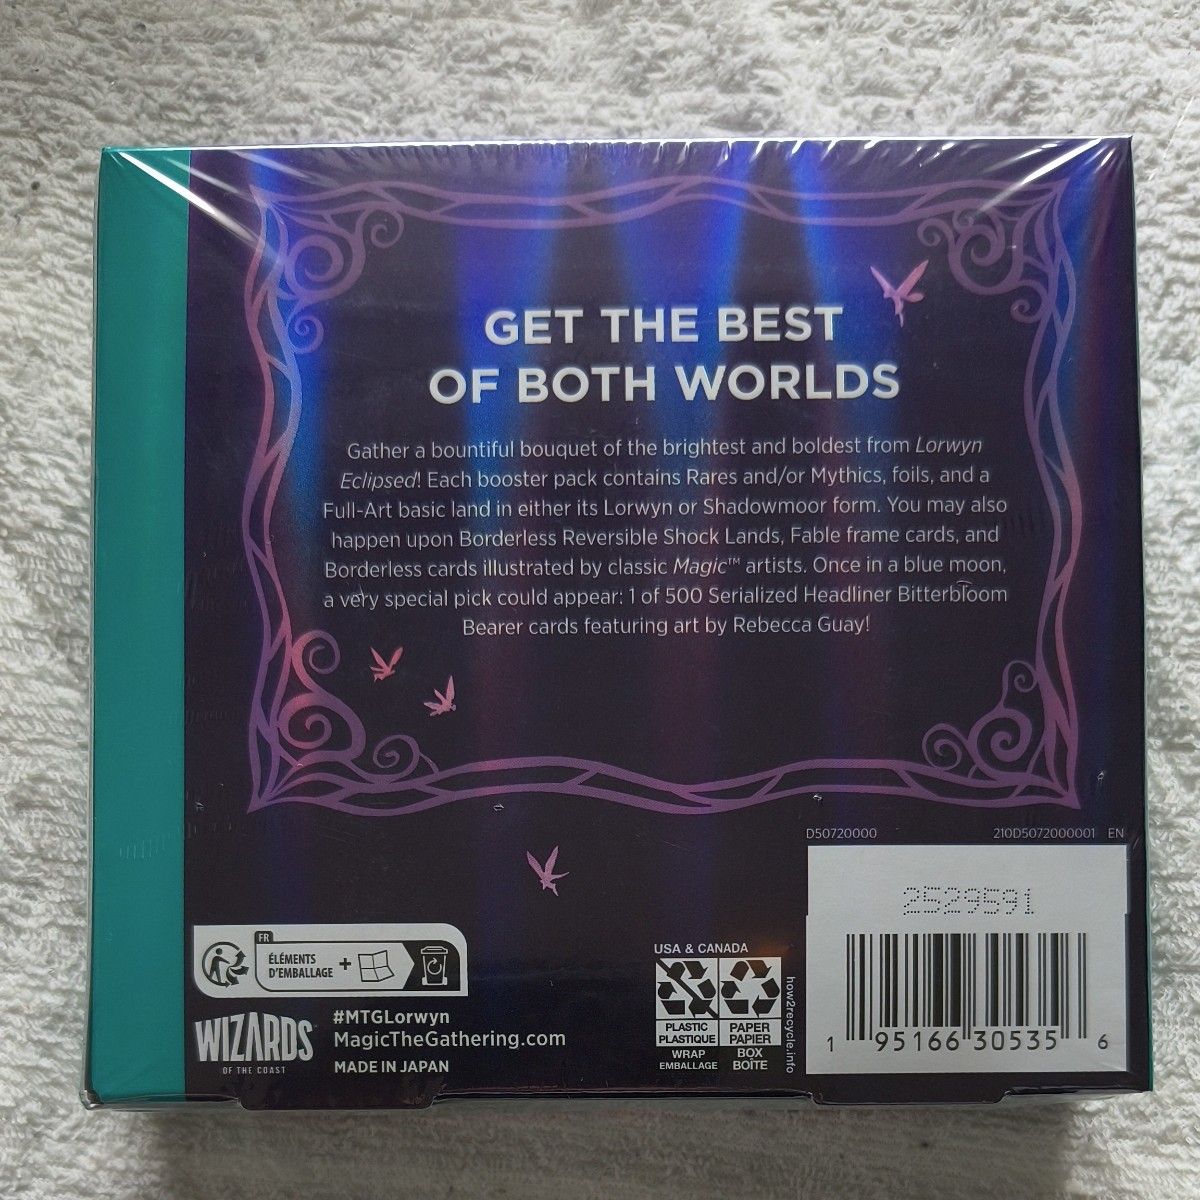 GET THE BEST
OF BOTH WORLDS
Gather a bountiful bouquet of the brightest and boldest from Lorwyn
Eclipsed! Each booster pack contains Rares and/or Mythics, foils, and a
Full-Art basic land in either its Lorwyn or Shadowmoor form. You may also
happen upon Borderless Reversible Shock Lands, Fable frame cards, and
Borderless cards illustrated by classic Magic™ artists. Once in a blue moon,
a very special pick could appear: 1 of 500 Serialized Headliner Bitterbloom
Bearer cards featuring art by Rebecca Guay!
D50720000 210D5072000001 EN
2529591
1 95166 30535 6
FR
ÉLÉMENTS
D'EMBALLAGE +
WIZARDS
OF THE COAST
#MTGLorwyn
MagicTheGathering.com
MADE IN JAPAN
USA & CANADA
PLASTIC
PLASTIQUE
WRAP
EMBALLAGE
PAPER
PAPIER
BOX
BOÎTE
how2recycle.info